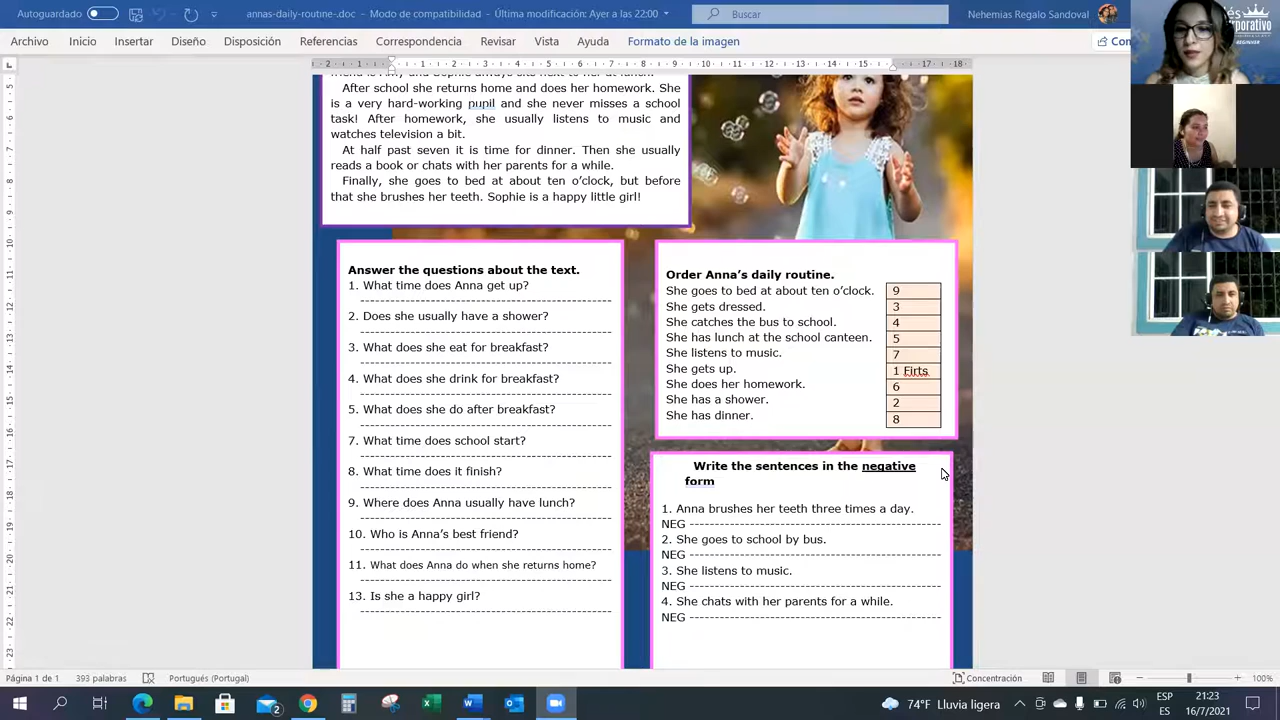 Autoguardado
annas-daily-routine-.doc - Modo de compatibilidad - Ayer a las 22:00
Buscar
Nehemias Regalo Sandoval
Archivo Inicio Insertar Diseño Disposición Referencias Correspondencia Revisar Vista Ayuda Formato de la imagen
Com
BEGINNER
After school she returns home and does her homework. She
is a very hard-working pupil and she never misses a school
task! After homework, she usually listens to music and
watches television a bit.
At half past seven it is time for dinner. Then she usually
reads a book or chats with her parents for a while.
Finally, she goes to bed at about ten o’clock, but before
that she brushes her teeth. Sophie is a happy little girl!
Answer the questions about the text.
1. What time does Anna get up?
2. Does she usually have a shower?
3. What does she eat for breakfast?
4. What does she drink for breakfast?
5. What does she do after breakfast?
7. What time does school start?
8. What time does it finish?
9. Where does Anna usually have lunch?
10. Who is Anna’s best friend?
11. What does Anna do when she returns home?
13. Is she a happy girl?
Order Anna’s daily routine.
She goes to bed at about ten o’clock. 9
She gets dressed. 3
She catches the bus to school. 4
She has lunch at the school canteen. 5
She listens to music. 7
She gets up. 1 Firts
She does her homework. 6
She has a shower. 2
She has dinner. 8
Write the sentences in the negative
form
1. Anna brushes her teeth three times a day.
NEG
2. She goes to school by bus.
NEG
3. She listens to music.
NEG
4. She chats with her parents for a while.
NEG
Página 1 de 1 393 palabras Portugués (Portugal) Concentración 100%
74°F Lluvia ligera ESP 21:23 16/7/2021